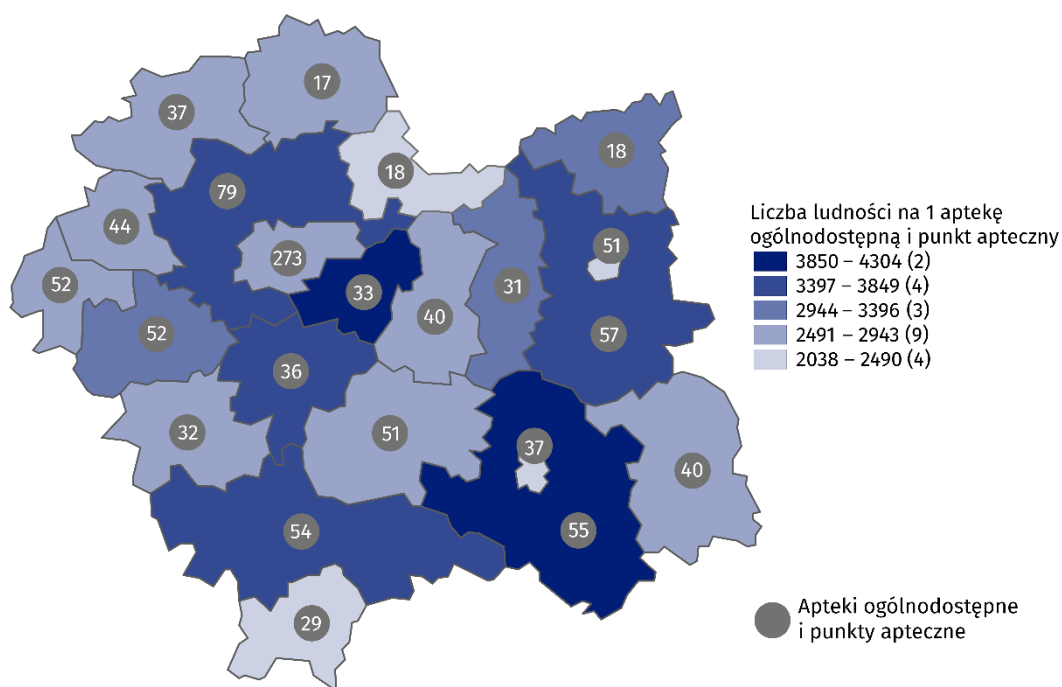 17
37
18
18
79
44
51
273
52
31
33
40
52
57
36
32
51
37
40
55
54
29
Liczba ludności na 1 aptekę
ogólnodostępną i punkt apteczny
3850 – 4304 (2)
3397 – 3849 (4)
2944 – 3396 (3)
2491 – 2943 (9)
2038 – 2490 (4)
Apteki ogólnodostępne
i punkty apteczne